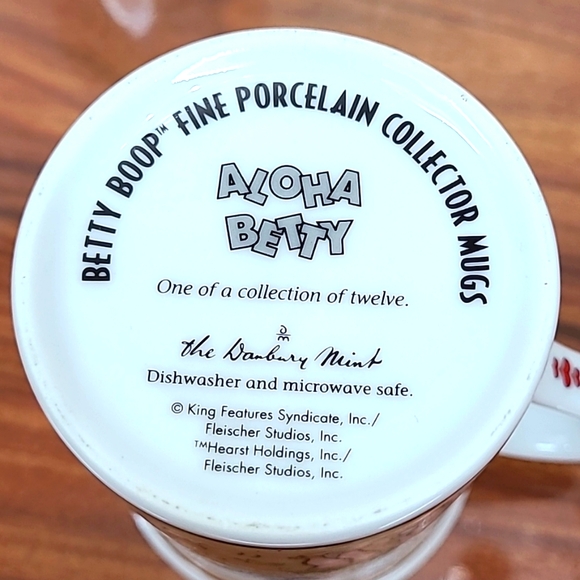 BETTY BOOP™ FINE PORCELAIN COLLECTOR MUGS
ALOHA
BETTY
One of a collection of twelve.
DM
the Danbury Mint
Dishwasher and microwave safe.
© King Features Syndicate, Inc./
Fleischer Studios, Inc.
™Hearst Holdings, Inc./
Fleischer Studios, Inc.